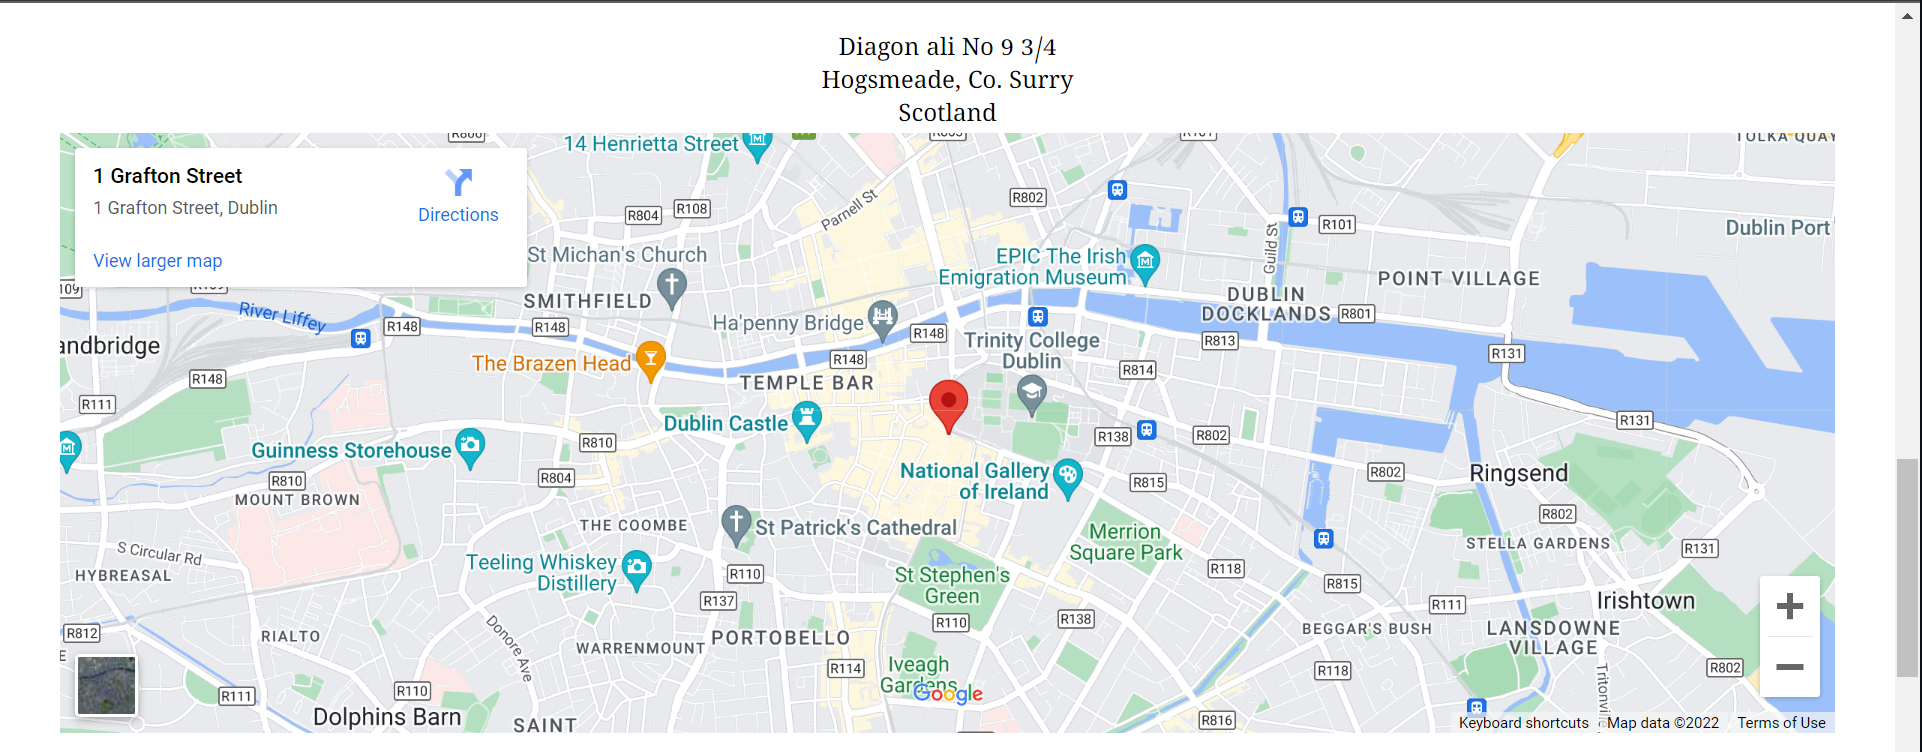 Diagon ali No 9 3/4
Hogsmeade, Co. Surry
Scotland
1 Grafton Street
1 Grafton Street, Dublin
Directions
View larger map
14 Henrietta Street
TOLKA QUAY
Parnell St
R802
R804
R108
R101
Guild St
Dublin Port
St Michan's Church
EPIC The Irish
Emigration Museum
POINT VILLAGE
SMITHFIELD
DUBLIN
DOCKLANDS
R801
River Liffey
R148
R148
Ha'penny Bridge
R148
Trinity College
Dublin
R813
R131
andbridge
The Brazen Head
R148
R814
R148
TEMPLE BAR
R111
Dublin Castle
R131
Guinness Storehouse
R810
R138
R802
R810
R804
National Gallery
of Ireland
R815
R802
Ringsend
MOUNT BROWN
THE COOMBE
St Patrick's Cathedral
R802
Merrion
Square Park
S Circular Rd
HYBREASAL
STELLA GARDENS
R131
Teeling Whiskey
Distillery
R110
St Stephen's
Green
R118
R815
R137
R111
Irishtown
R812
RIALTO
Donore Ave
WARRENMOUNT
PORTOBELLO
R110
R138
BEGGAR'S BUSH
LANSDOWNE
VILLAGE
R114
Iveagh
Gardens
R118
R802
R111
R110
Google
Dolphins Barn
SAINT
R816
Keyboard shortcuts
Map data ©2022
Terms of Use